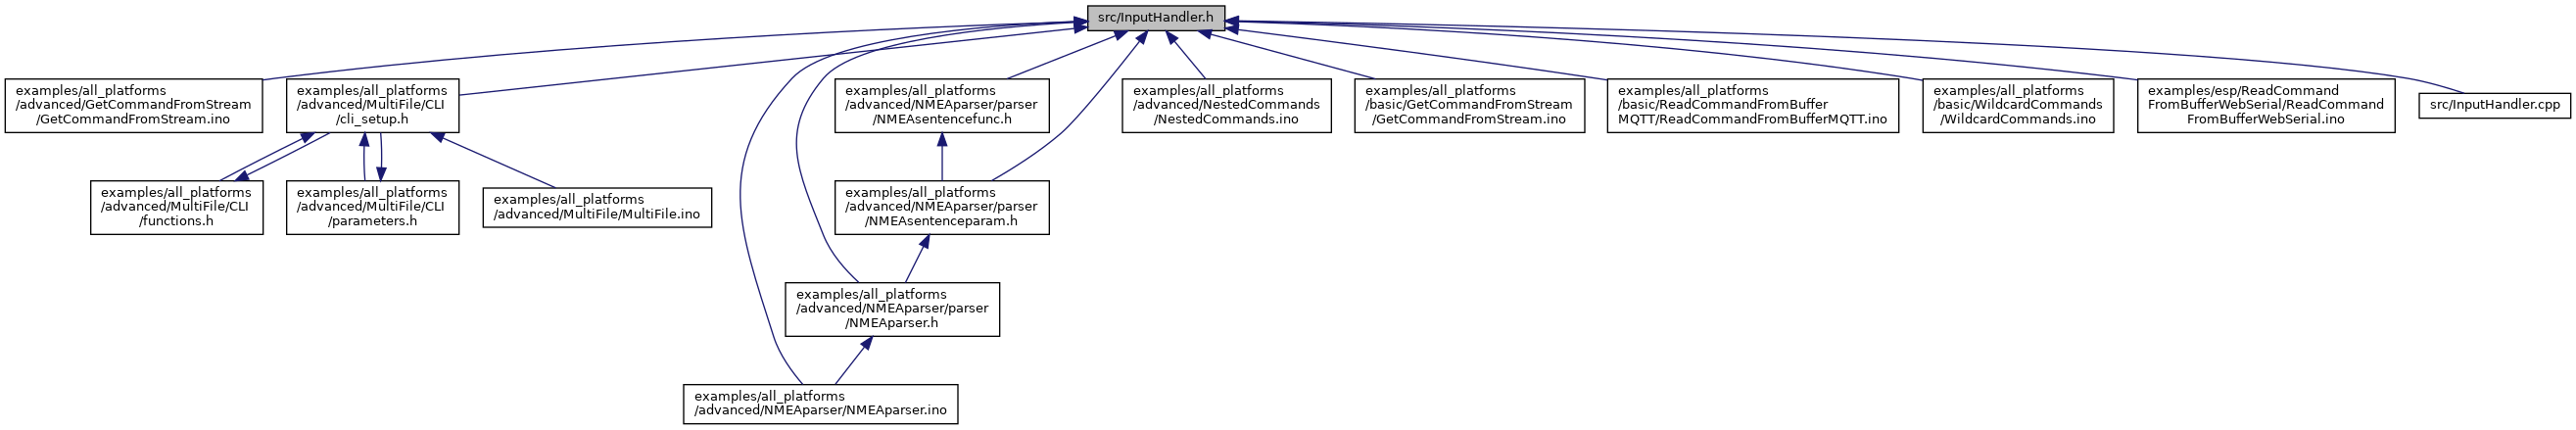 src/InputHandler.h
examples/all_platforms
/advanced/GetCommandFromStream
/GetCommandFromStream.ino
examples/all_platforms
/advanced/MultiFile/CLI
/cli_setup.h
examples/all_platforms
/advanced/NMEAparser/parser
/NMEAsentencefunc.h
examples/all_platforms
/advanced/NestedCommands
/NestedCommands.ino
examples/all_platforms
/basic/GetCommandFromStream
/GetCommandFromStream.ino
examples/all_platforms
/basic/ReadCommandFromBuffer
MQTT/ReadCommandFromBufferMQTT.ino
examples/all_platforms
/basic/WildcardCommands
/WildcardCommands.ino
examples/esp/ReadCommand
FromBufferWebSerial/ReadCommand
FromBufferWebSerial.ino
src/InputHandler.cpp
examples/all_platforms
/advanced/MultiFile/CLI
/functions.h
examples/all_platforms
/advanced/MultiFile/CLI
/parameters.h
examples/all_platforms
/advanced/MultiFile/MultiFile.ino
examples/all_platforms
/advanced/NMEAparser/parser
/NMEAsentenceparam.h
examples/all_platforms
/advanced/NMEAparser/parser
/NMEAparser.h
examples/all_platforms
/advanced/NMEAparser/NMEAparser.ino